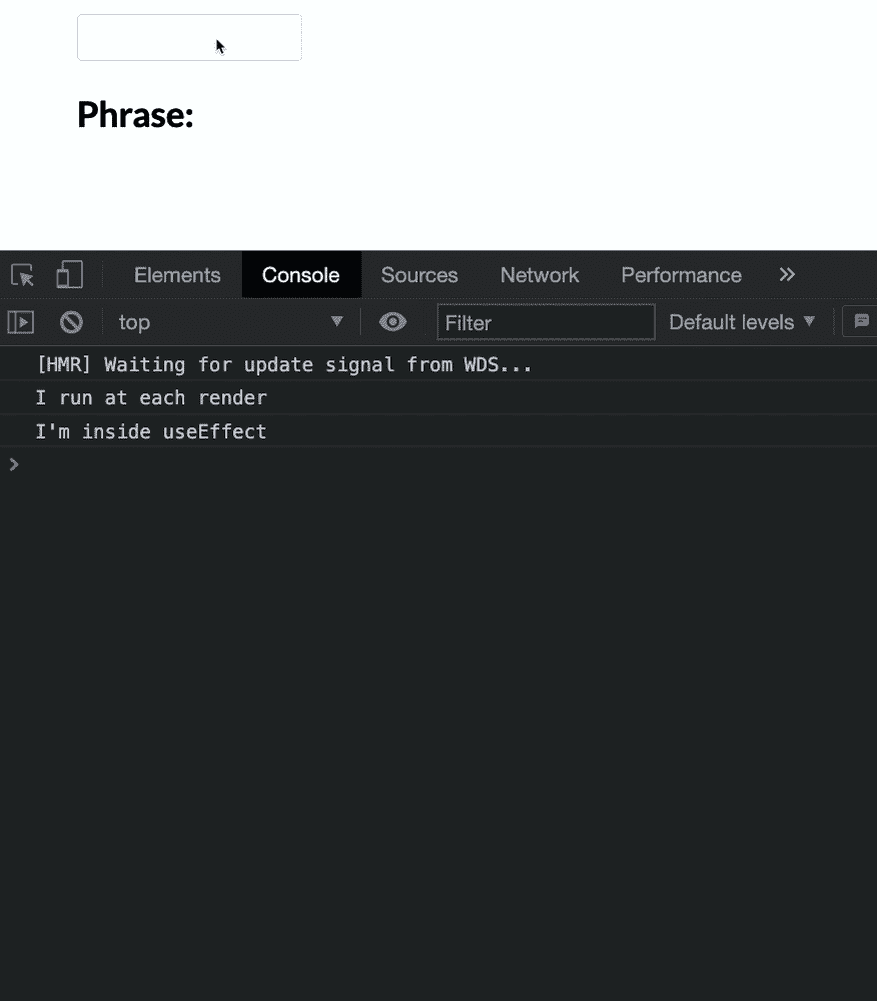 Phrase:
Elements Console Sources Network Performance »
top ▼ Filter Default levels ▼
[HMR] Waiting for update signal from WDS...
I run at each render
I'm inside useEffect
>